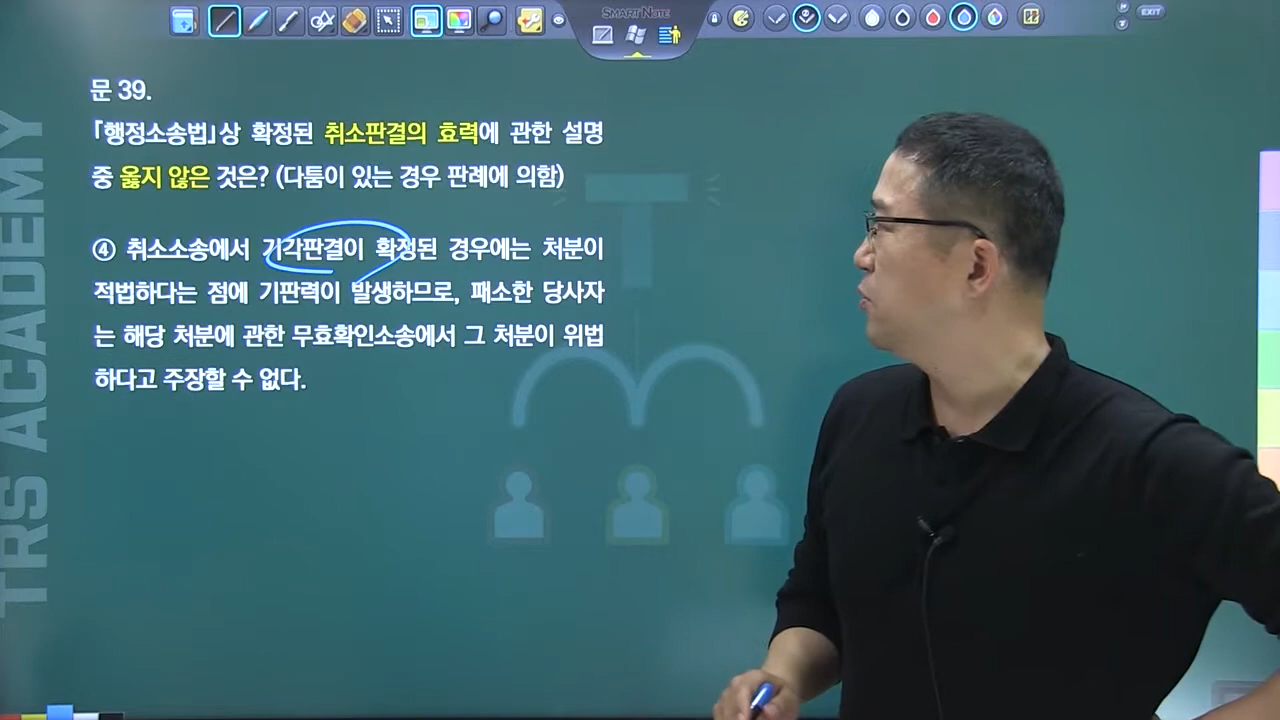 SMART NOTE
EXIT
문 39.
「행정소송법」상 확정된 취소판결의 효력에 관한 설명
중 옳지 않은 것은? (다툼이 있는 경우 판례에 의함)
④ 취소소송에서 기각판결이 확정된 경우에는 처분이
적법하다는 점에 기판력이 발생하므로, 패소한 당사자
는 해당 처분에 관한 무효확인소송에서 그 처분이 위법
하다고 주장할 수 없다.
TRS ACADEMY